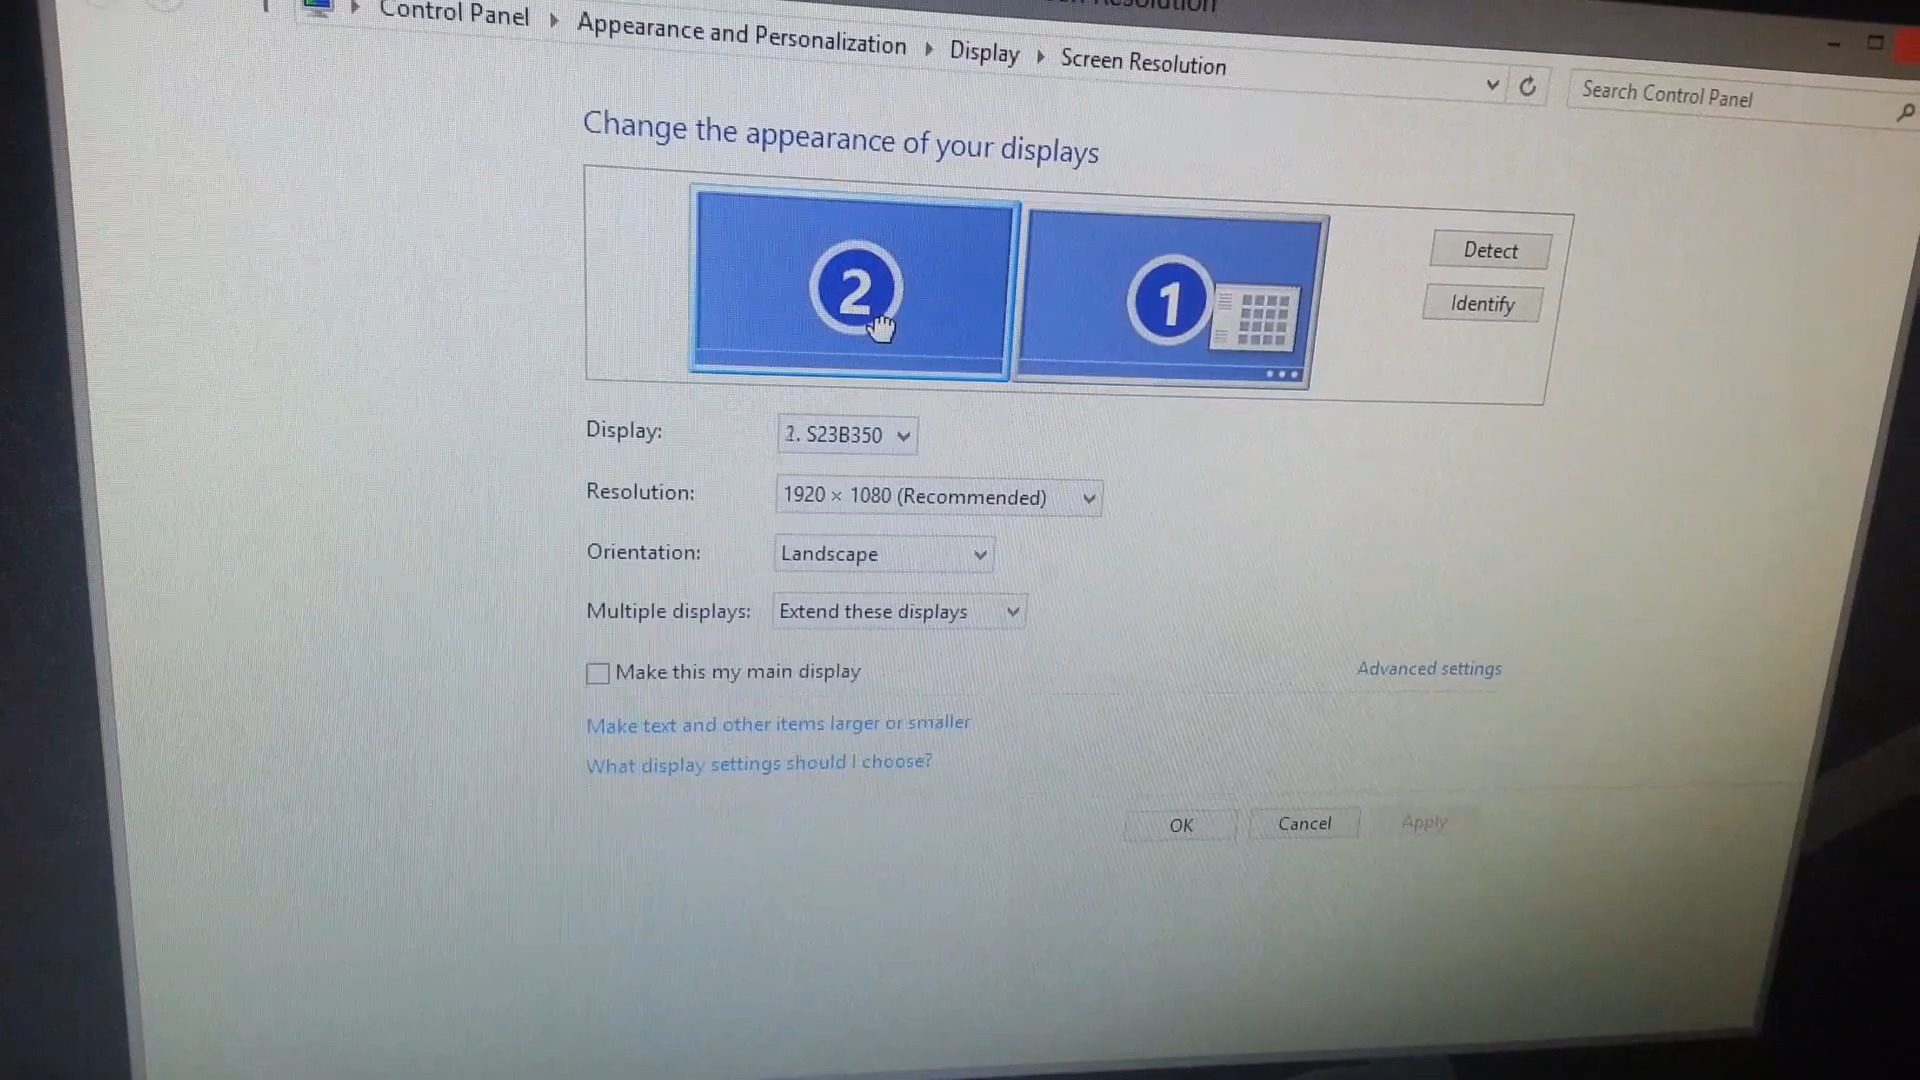 Control Panel Appearance and Personalization Display Screen Resolution
Search Control Panel
Change the appearance of your displays
2
1
Detect
Identify
Display: 2. S23B350
Resolution: 1920 × 1080 (Recommended)
Orientation: Landscape
Multiple displays: Extend these displays
Make this my main display
Advanced settings
Make text and other items larger or smaller
What display settings should I choose?
OK Cancel Apply